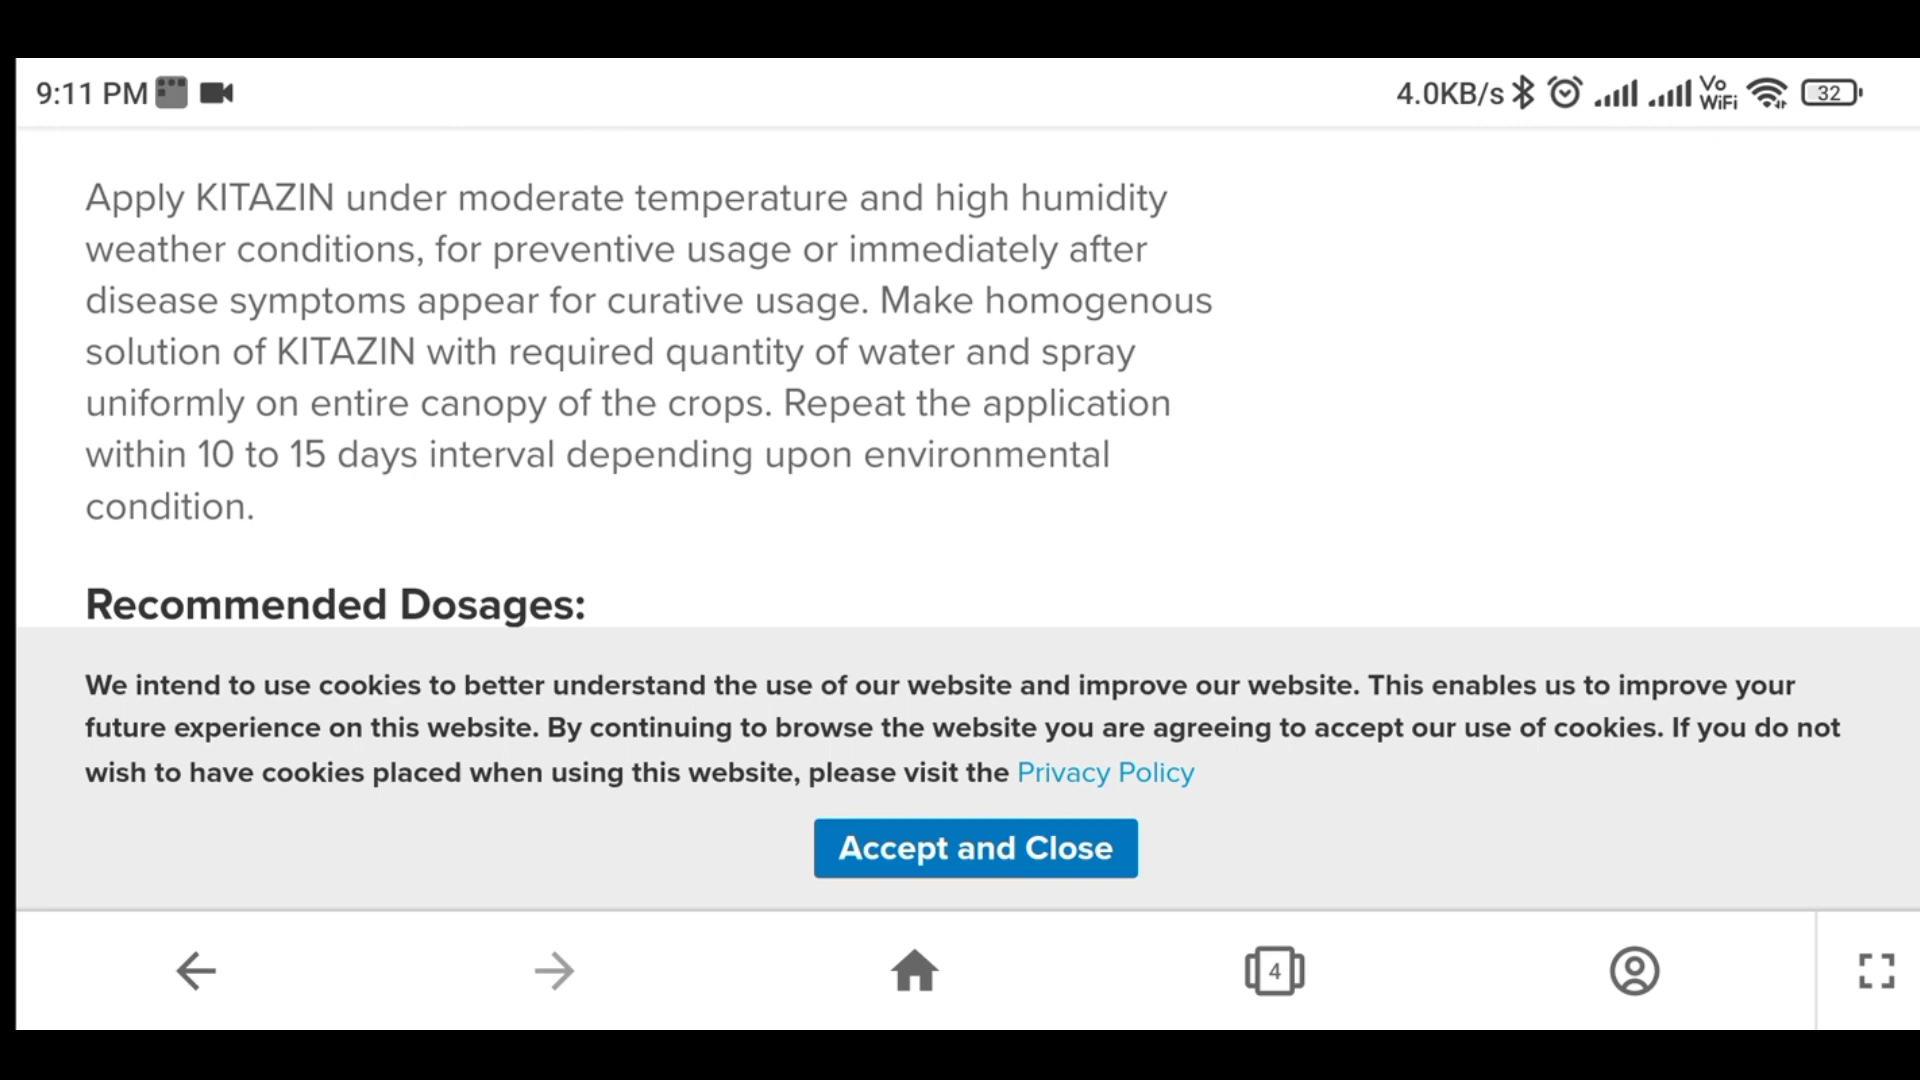 9:11 PM
4.0KB/s
Vo
WiFi
32
Apply KITAZIN under moderate temperature and high humidity
weather conditions, for preventive usage or immediately after
disease symptoms appear for curative usage. Make homogenous
solution of KITAZIN with required quantity of water and spray
uniformly on entire canopy of the crops. Repeat the application
within 10 to 15 days interval depending upon environmental
condition.
Recommended Dosages:
We intend to use cookies to better understand the use of our website and improve our website. This enables us to improve your
future experience on this website. By continuing to browse the website you are agreeing to accept our use of cookies. If you do not
wish to have cookies placed when using this website, please visit the Privacy Policy
Accept and Close
4